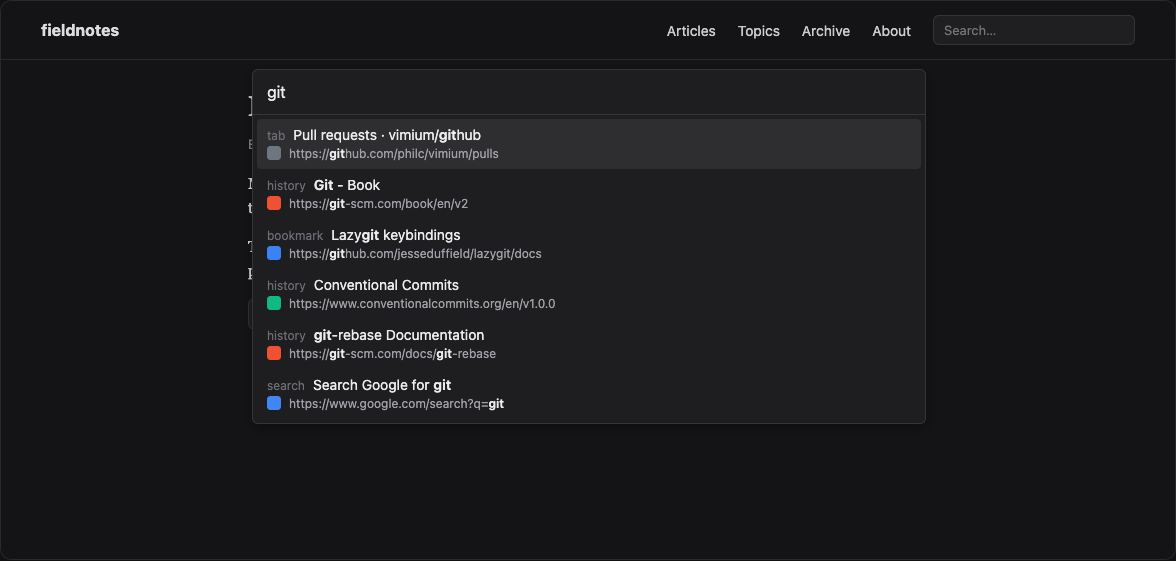 fieldnotes
Articles Topics Archive About Search...
git
tab Pull requests · vimium/github
https://github.com/philc/vimium/pulls
history Git - Book
https://git-scm.com/book/en/v2
bookmark Lazygit keybindings
https://github.com/jesseduffield/lazygit/docs
history Conventional Commits
https://www.conventionalcommits.org/en/v1.0.0
history git-rebase Documentation
https://git-scm.com/docs/git-rebase
search Search Google for git
https://www.google.com/search?q=git